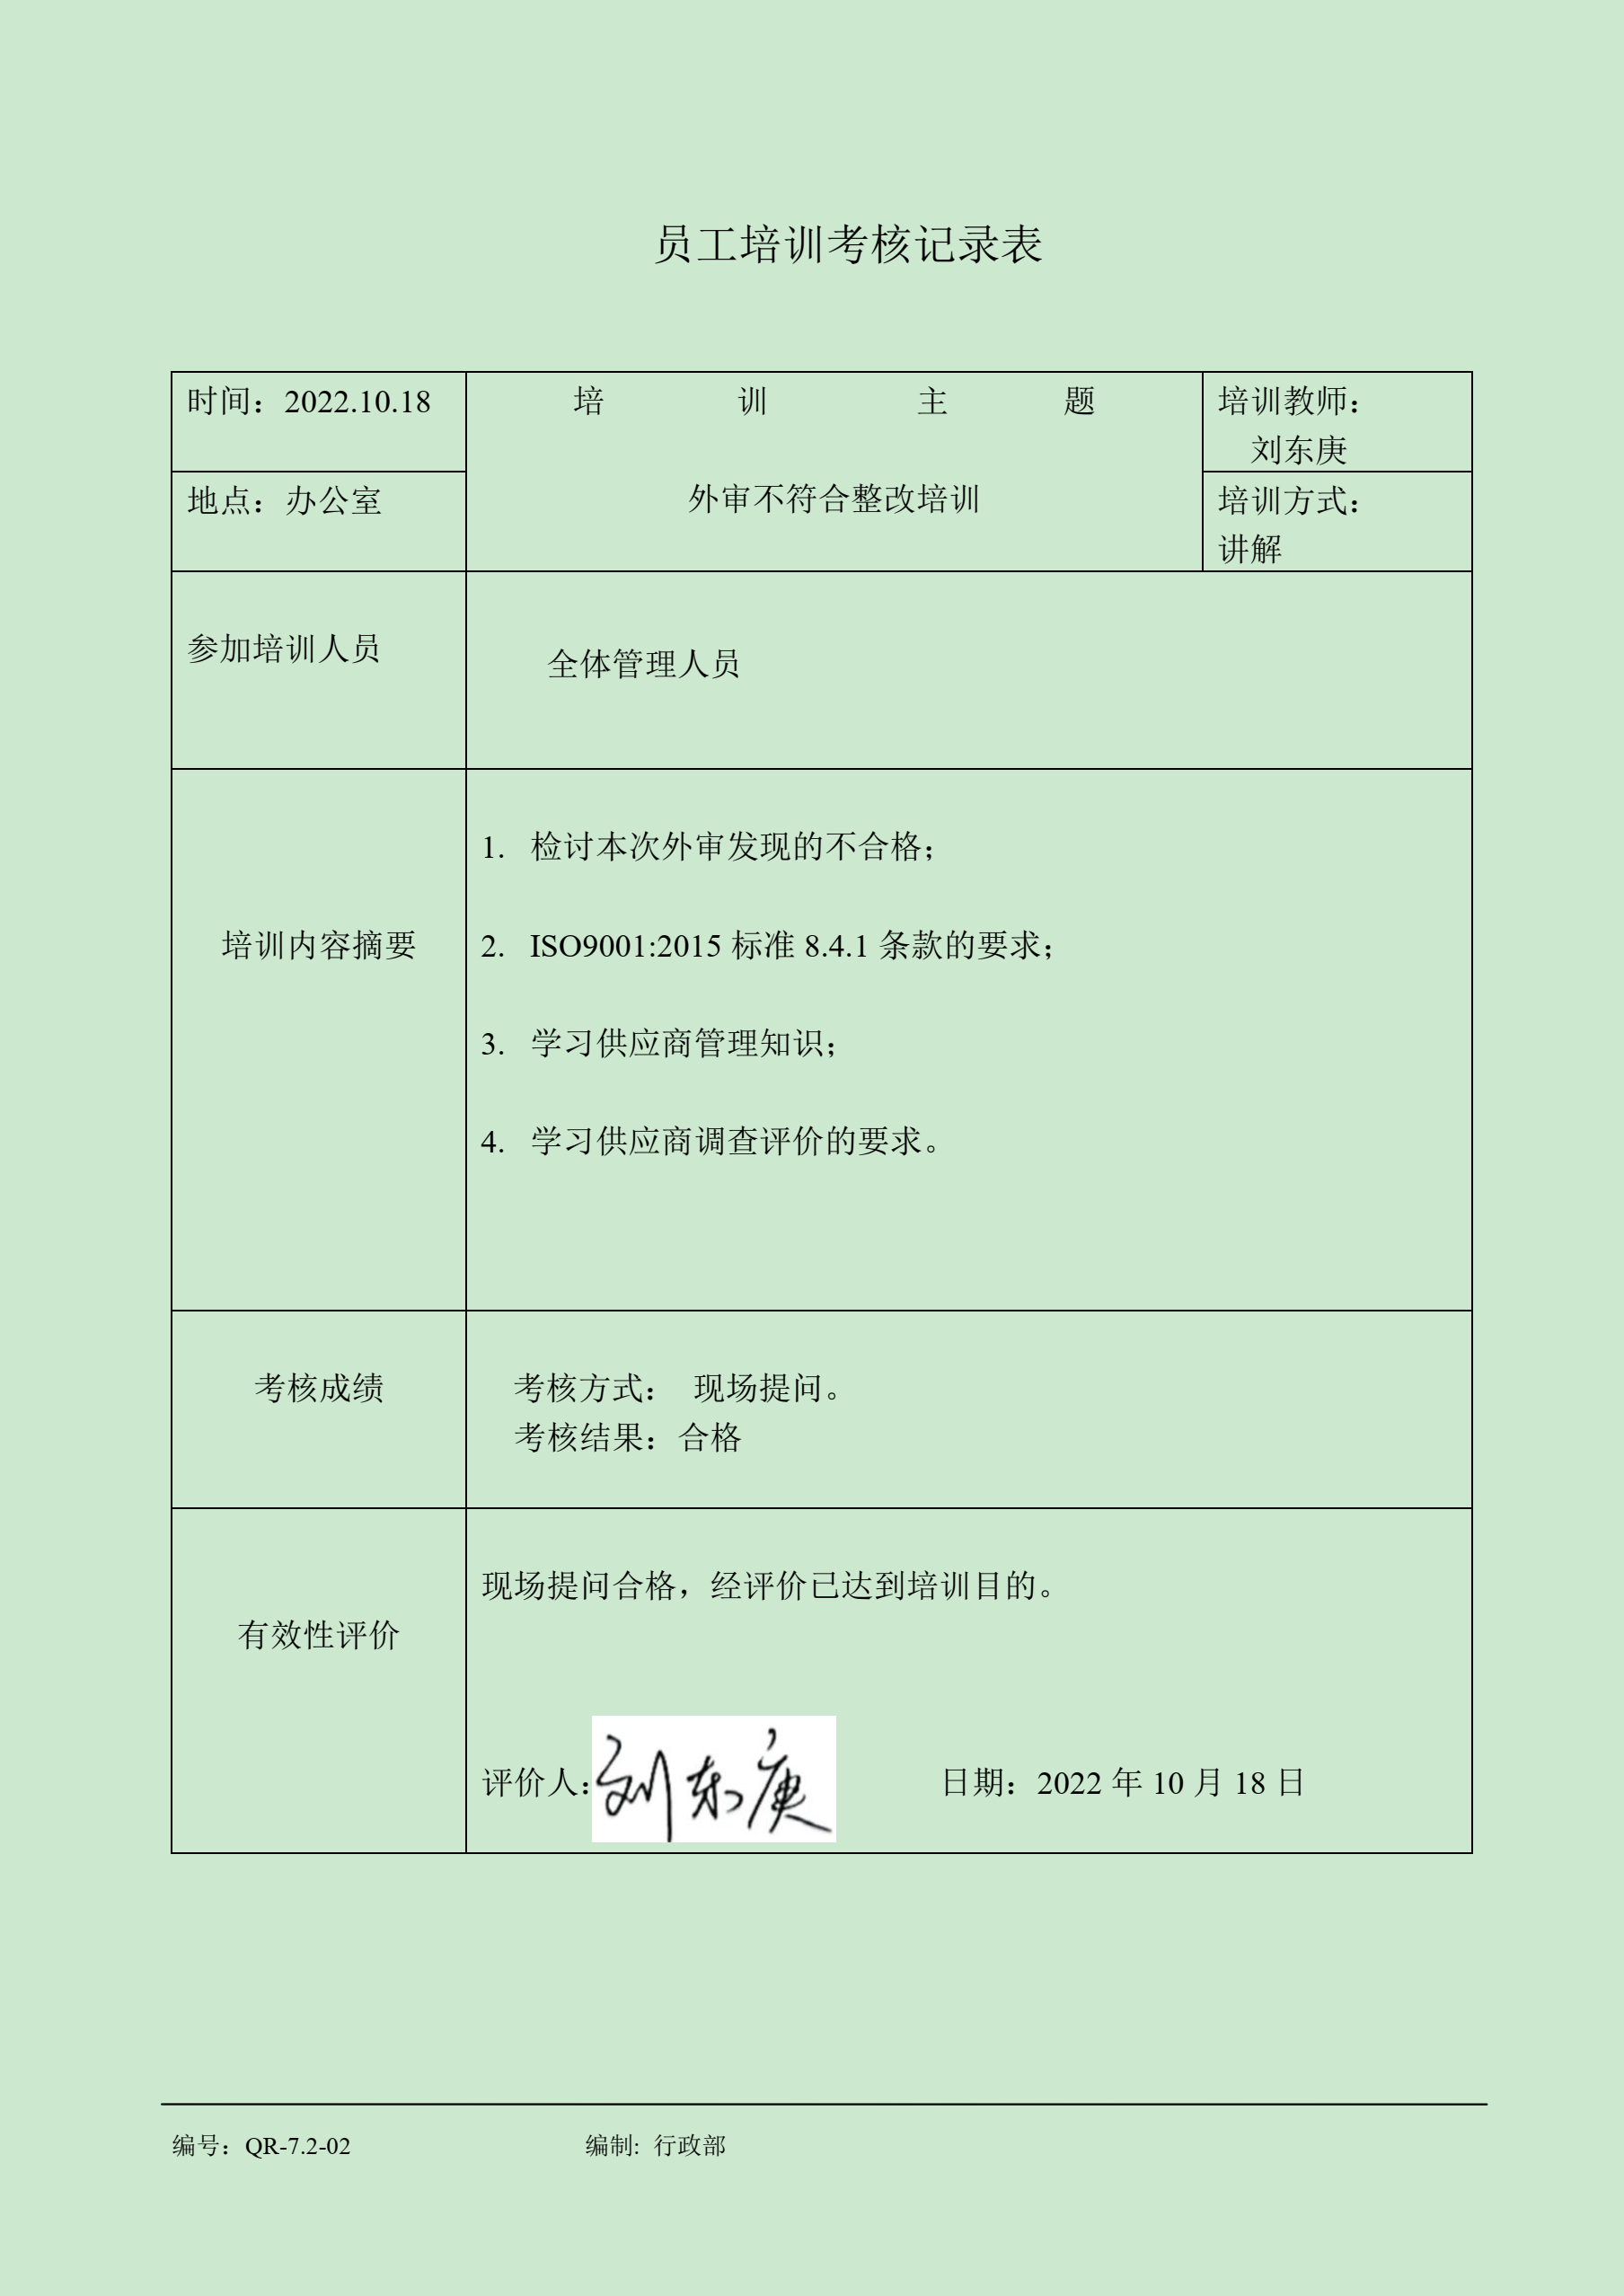 员工培训考核记录表
时间：2022.10.18
培 训 主 题
培训教师：
刘东庚
地点：办公室
外审不符合整改培训
培训方式：
讲解
参加培训人员
全体管理人员
培训内容摘要
1. 检讨本次外审发现的不合格；
2. ISO9001:2015 标准 8.4.1 条款的要求；
3. 学习供应商管理知识；
4. 学习供应商调查评价的要求。
考核成绩
考核方式： 现场提问。
考核结果：合格
有效性评价
现场提问合格，经评价已达到培训目的。
评价人：刘东庚 日期：2022 年 10 月 18 日
编号：QR-7.2-02 编制: 行政部